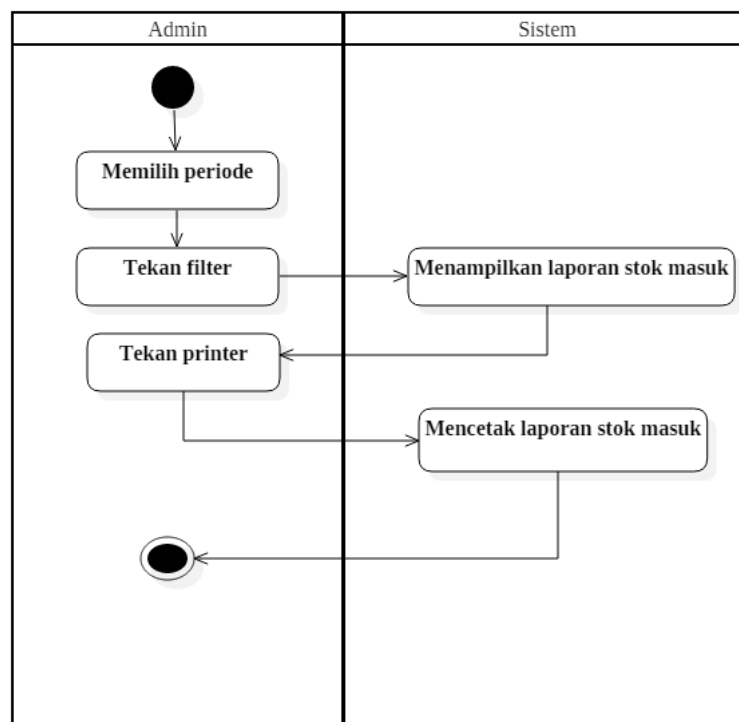 Admin
Sistem
Memilih periode
Tekan filter
Menampilkan laporan stok masuk
Tekan printer
Mencetak laporan stok masuk